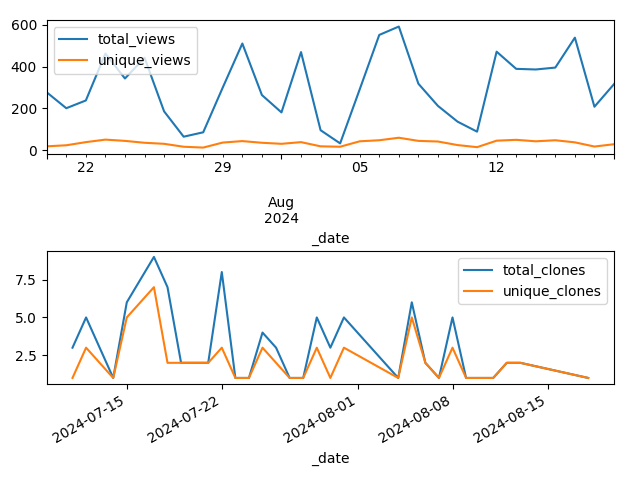 600
400
200
0
total_views
unique_views
22
29
05
12
Aug
2024
_date
7.5
5.0
2.5
total_clones
unique_clones
2024-07-15
2024-07-22
2024-08-01
2024-08-08
2024-08-15
_date